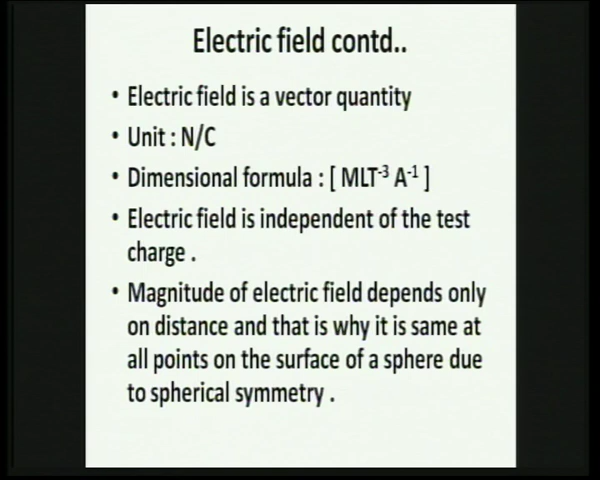 Electric field contd..
• Electric field is a vector quantity
• Unit : N/C
• Dimensional formula : [ MLT⁻³ A⁻¹ ]
• Electric field is independent of the test
charge .
• Magnitude of electric field depends only
on distance and that is why it is same at
all points on the surface of a sphere due
to spherical symmetry .